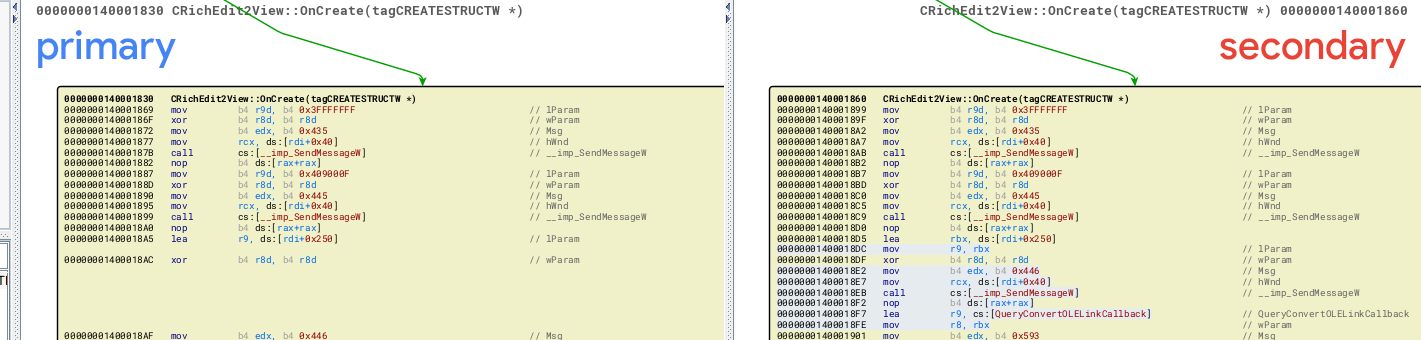 0000000140001830 CRichEdit2View::OnCreate(tagCREATESTRUCTW *)
primary
0000000140001830 CRichEdit2View::OnCreate(tagCREATESTRUCTW *)
0000000140001869 mov b4 r9d, b4 0x3FFFFFFF // lParam
000000014000186F xor b4 r8d, b4 r8d // wParam
0000000140001872 mov b4 edx, b4 0x435 // Msg
0000000140001877 mov rcx, ds:[rdi+0x40] // hWnd
000000014000187B call cs:[__imp_SendMessageW] // __imp_SendMessageW
0000000140001882 nop b4 ds:[rax+rax]
0000000140001887 mov b4 r9d, b4 0x409000F // lParam
000000014000188D xor b4 r8d, b4 r8d // wParam
0000000140001890 mov b4 edx, b4 0x445 // Msg
0000000140001895 mov rcx, ds:[rdi+0x40] // hWnd
0000000140001899 call cs:[__imp_SendMessageW] // __imp_SendMessageW
00000001400018A0 nop b4 ds:[rax+rax]
00000001400018A5 lea r9, ds:[rdi+0x250] // lParam
00000001400018AC xor b4 r8d, b4 r8d // wParam
00000001400018AF mov b4 edx, b4 0x446 // Msg
CRichEdit2View::OnCreate(tagCREATESTRUCTW *) 0000000140001860
secondary
0000000140001860 CRichEdit2View::OnCreate(tagCREATESTRUCTW *)
0000000140001899 mov b4 r9d, b4 0x3FFFFFFF // lParam
000000014000189F xor b4 r8d, b4 r8d // wParam
00000001400018A2 mov b4 edx, b4 0x435 // Msg
00000001400018A7 mov rcx, ds:[rdi+0x40] // hWnd
00000001400018AB call cs:[__imp_SendMessageW] // __imp_SendMessageW
00000001400018B2 nop b4 ds:[rax+rax]
00000001400018B7 mov b4 r9d, b4 0x409000F // lParam
00000001400018BD xor b4 r8d, b4 r8d // wParam
00000001400018C0 mov b4 edx, b4 0x445 // Msg
00000001400018C5 mov rcx, ds:[rdi+0x40] // hWnd
00000001400018C9 call cs:[__imp_SendMessageW] // __imp_SendMessageW
00000001400018D0 nop b4 ds:[rax+rax]
00000001400018D5 lea rbx, ds:[rdi+0x250]
00000001400018DC mov r9, rbx // lParam
00000001400018DF xor b4 r8d, b4 r8d // wParam
00000001400018E2 mov b4 edx, b4 0x446 // Msg
00000001400018E7 mov rcx, ds:[rdi+0x40] // hWnd
00000001400018EB call cs:[__imp_SendMessageW] // __imp_SendMessageW
00000001400018F2 nop b4 ds:[rax+rax]
00000001400018F7 lea r9, cs:[QueryConvertOLELinkCallback] // QueryConvertOLELinkCallback
00000001400018FE mov r8, rbx // wParam
0000000140001901 mov b4 edx, b4 0x593 // Msg